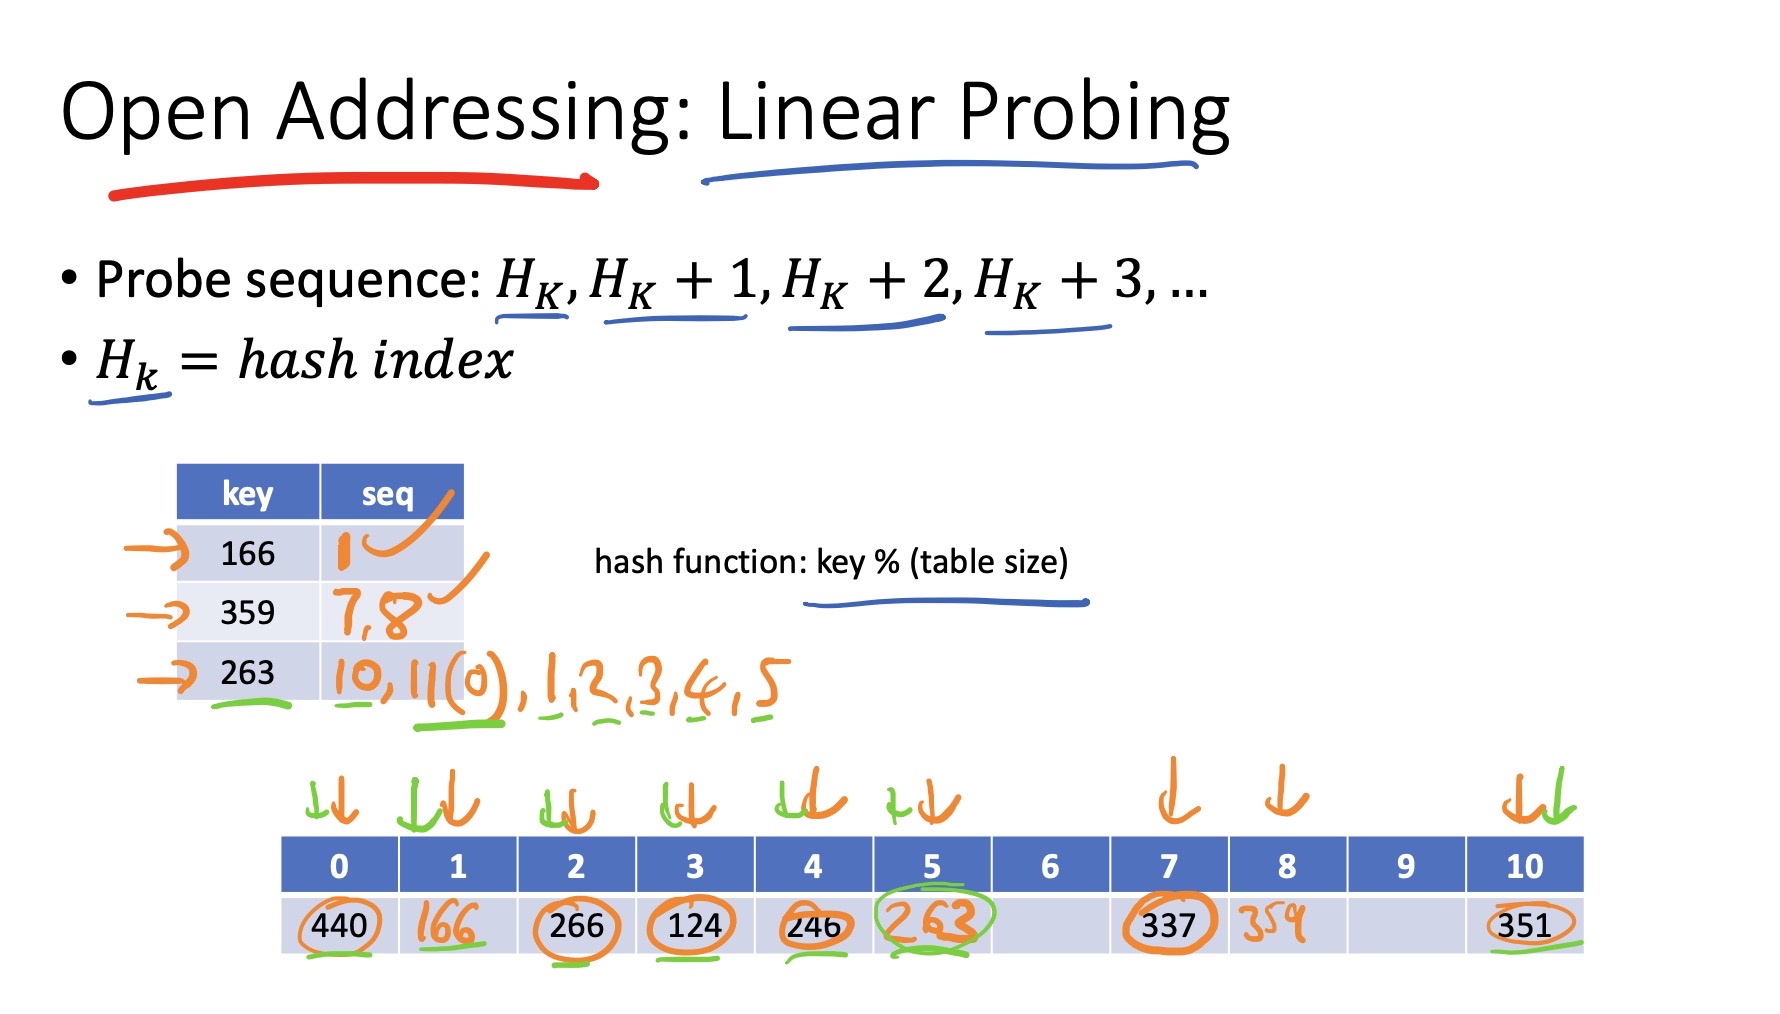 Open Addressing: Linear Probing
• Probe sequence: H_K, H_K + 1, H_K + 2, H_K + 3, ...
• H_k = hash index
key seq
166 1
359 7, 8
263 10, 11(0), 1, 2, 3, 4, 5
hash function: key % (table size)
0 1 2 3 4 5 6 7 8 9 10
440 166 266 124 246 263 337 359 351